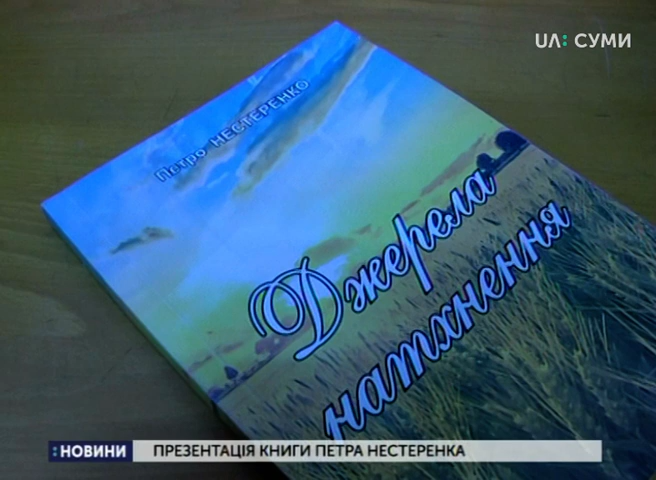 UA: СУМИ
Петро НЕСТЕРЕНКО
Джерела
натхнення
:НОВИНИ
ПРЕЗЕНТАЦІЯ КНИГИ ПЕТРА НЕСТЕРЕНКА